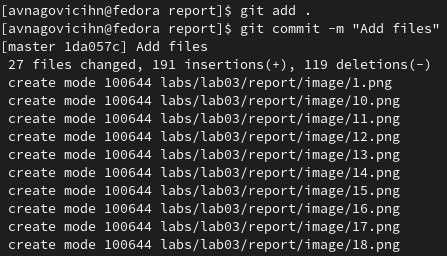 [avnagovicihn@fedora report]$ git add .
[avnagovicihn@fedora report]$ git commit -m "Add files"
[master 1da057c] Add files
 27 files changed, 191 insertions(+), 119 deletions(-)
 create mode 100644 labs/lab03/report/image/1.png
 create mode 100644 labs/lab03/report/image/10.png
 create mode 100644 labs/lab03/report/image/11.png
 create mode 100644 labs/lab03/report/image/12.png
 create mode 100644 labs/lab03/report/image/13.png
 create mode 100644 labs/lab03/report/image/14.png
 create mode 100644 labs/lab03/report/image/15.png
 create mode 100644 labs/lab03/report/image/16.png
 create mode 100644 labs/lab03/report/image/17.png
 create mode 100644 labs/lab03/report/image/18.png